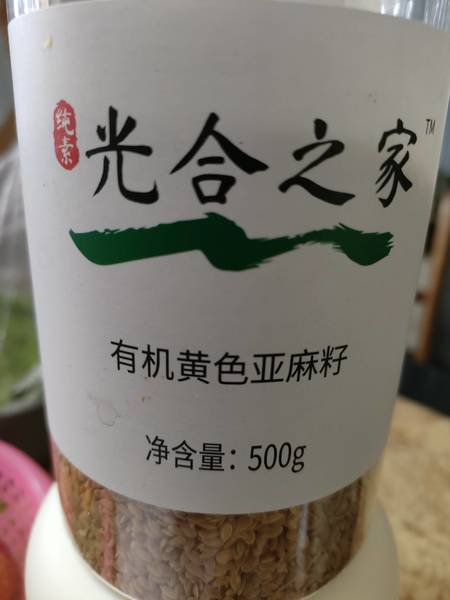 纯素
光合之家™
有机黄色亚麻籽
净含量：500g